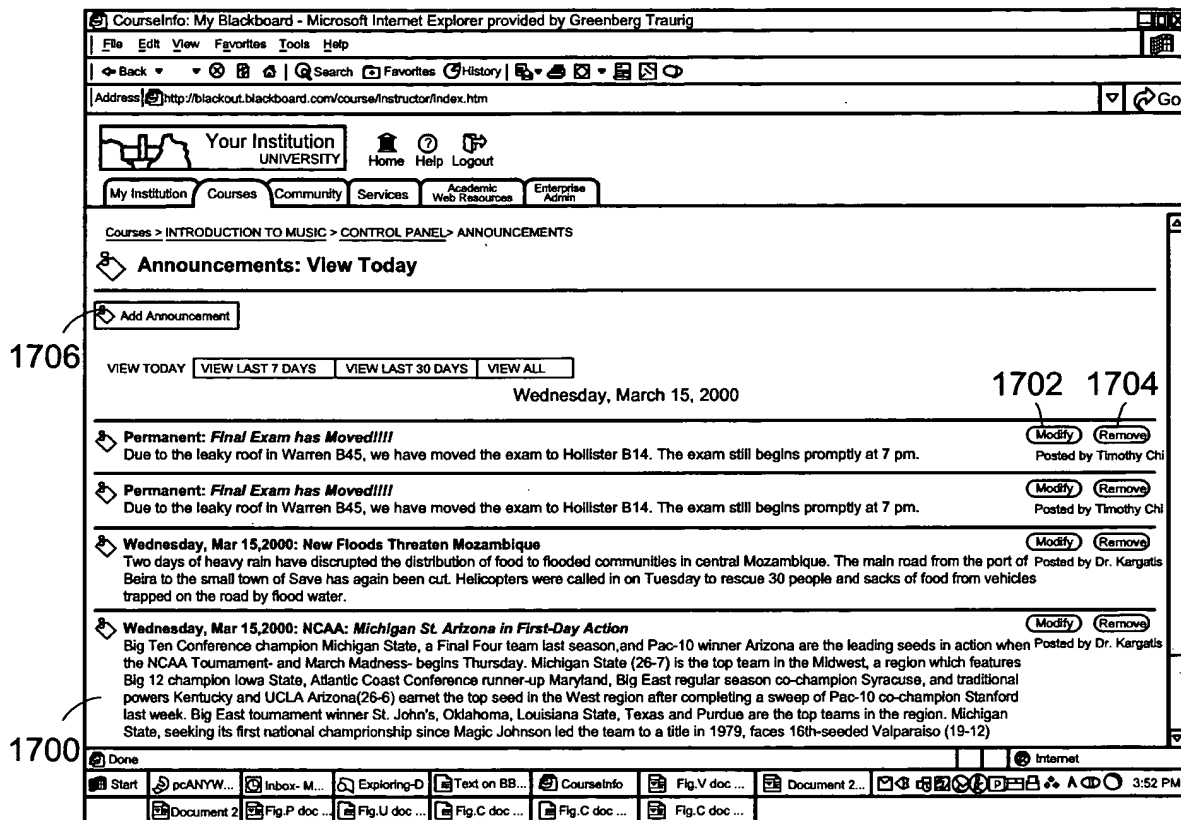 CourseInfo: My Blackboard - Microsoft Internet Explorer provided by Greenberg Traurig
File Edit View Favorites Tools Help
Back Search Favorites History
Address http://blackout.blackboard.com/course/instructor/index.htm Go
Your Institution
UNIVERSITY
Home Help Logout
My Institution Courses Community Services Academic Web Resources Enterprise Admin
Courses > INTRODUCTION TO MUSIC > CONTROL PANEL> ANNOUNCEMENTS
Announcements: View Today
Add Announcement
1706
VIEW TODAY VIEW LAST 7 DAYS VIEW LAST 30 DAYS VIEW ALL
Wednesday, March 15, 2000
1702 1704
Permanent: Final Exam has Moved!!!! Modify Remove
Due to the leaky roof in Warren B45, we have moved the exam to Hollister B14. The exam still begins promptly at 7 pm. Posted by Timothy Chi
Permanent: Final Exam has Moved!!!! Modify Remove
Due to the leaky roof in Warren B45, we have moved the exam to Hollister B14. The exam still begins promptly at 7 pm. Posted by Timothy Chi
Wednesday, Mar 15,2000: New Floods Threaten Mozambique Modify Remove
Two days of heavy rain have discrupted the distribution of food to flooded communities in central Mozambique. The main road from the port of Posted by Dr. Kargatis
Beira to the small town of Save has again been cut. Helicopters were called in on Tuesday to rescue 30 people and sacks of food from vehicles
trapped on the road by flood water.
Wednesday, Mar 15,2000: NCAA: Michigan St. Arizona in First-Day Action Modify Remove
Big Ten Conference champion Michigan State, a Final Four team last season,and Pac-10 winner Arizona are the leading seeds in action when Posted by Dr. Kargatis
the NCAA Tournament- and March Madness- begins Thursday. Michigan State (26-7) is the top team in the Midwest, a region which features
Big 12 champion Iowa State, Atlantic Coast Conference runner-up Maryland, Big East regular season co-champion Syracuse, and traditional
powers Kentucky and UCLA Arizona(26-6) earnet the top seed in the West region after completing a sweep of Pac-10 co-champion Stanford
last week. Big East tournament winner St. John's, Oklahoma, Louisiana State, Texas and Purdue are the top teams in the region. Michigan
State, seeking its first national champrionship since Magic Johnson led the team to a title in 1979, faces 16th-seeded Valparaiso (19-12)
1700
Done Internet
Start pcANYW... Inbox- M... Exploring-D Text on BB... CourseInfo Fig.V doc ... Document 2... 3:52 PM
Document 2 Fig.P doc ... Fig.U doc ... Fig.C doc ... Fig.C doc ... Fig.C doc ...